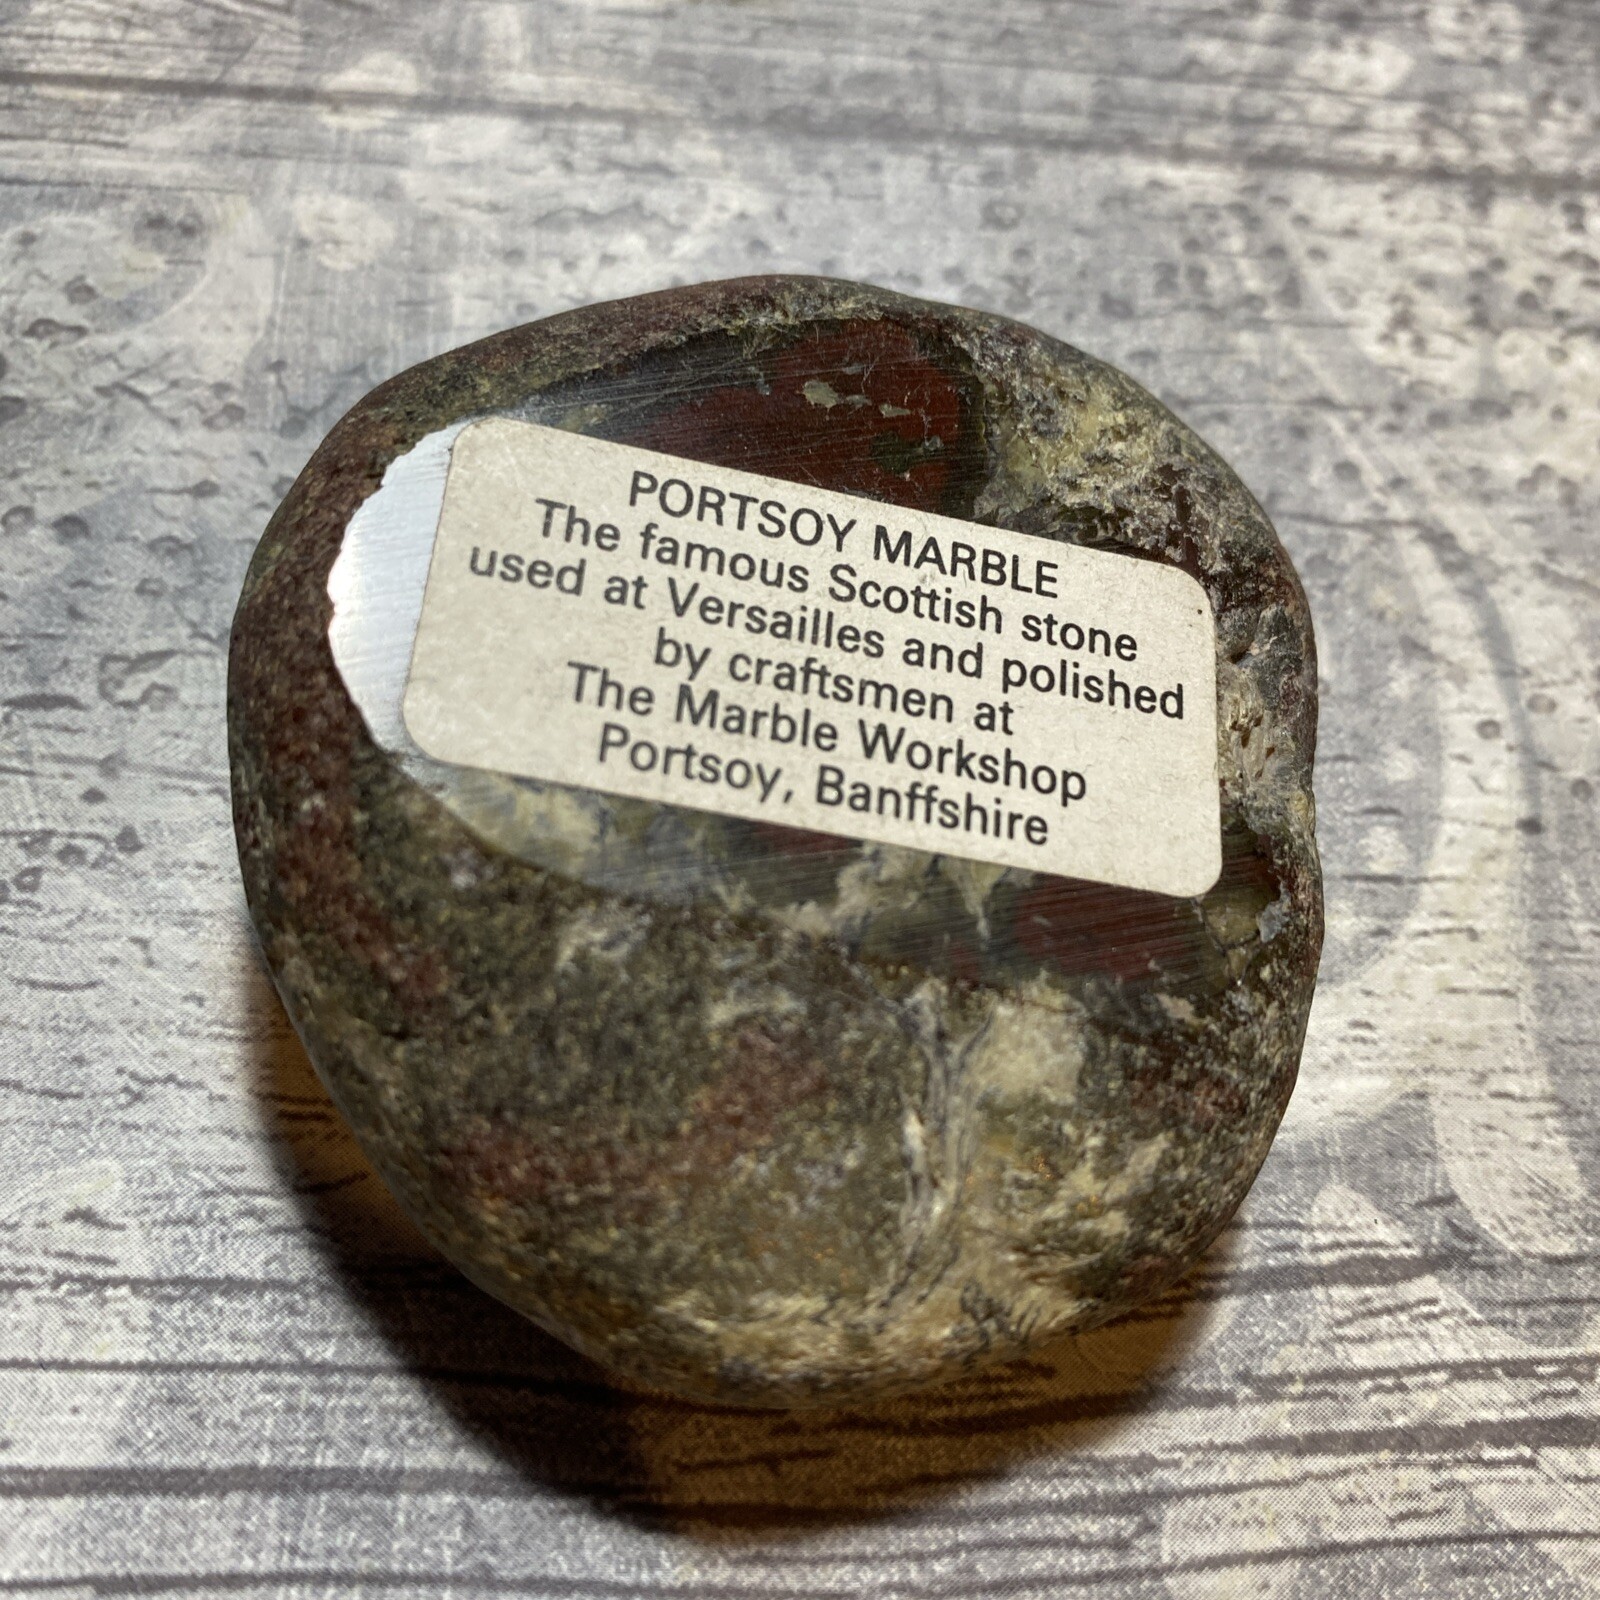 PORTSOY MARBLE
The famous Scottish stone
used at Versailles and polished
by craftsmen at
The Marble Workshop
Portsoy, Banffshire